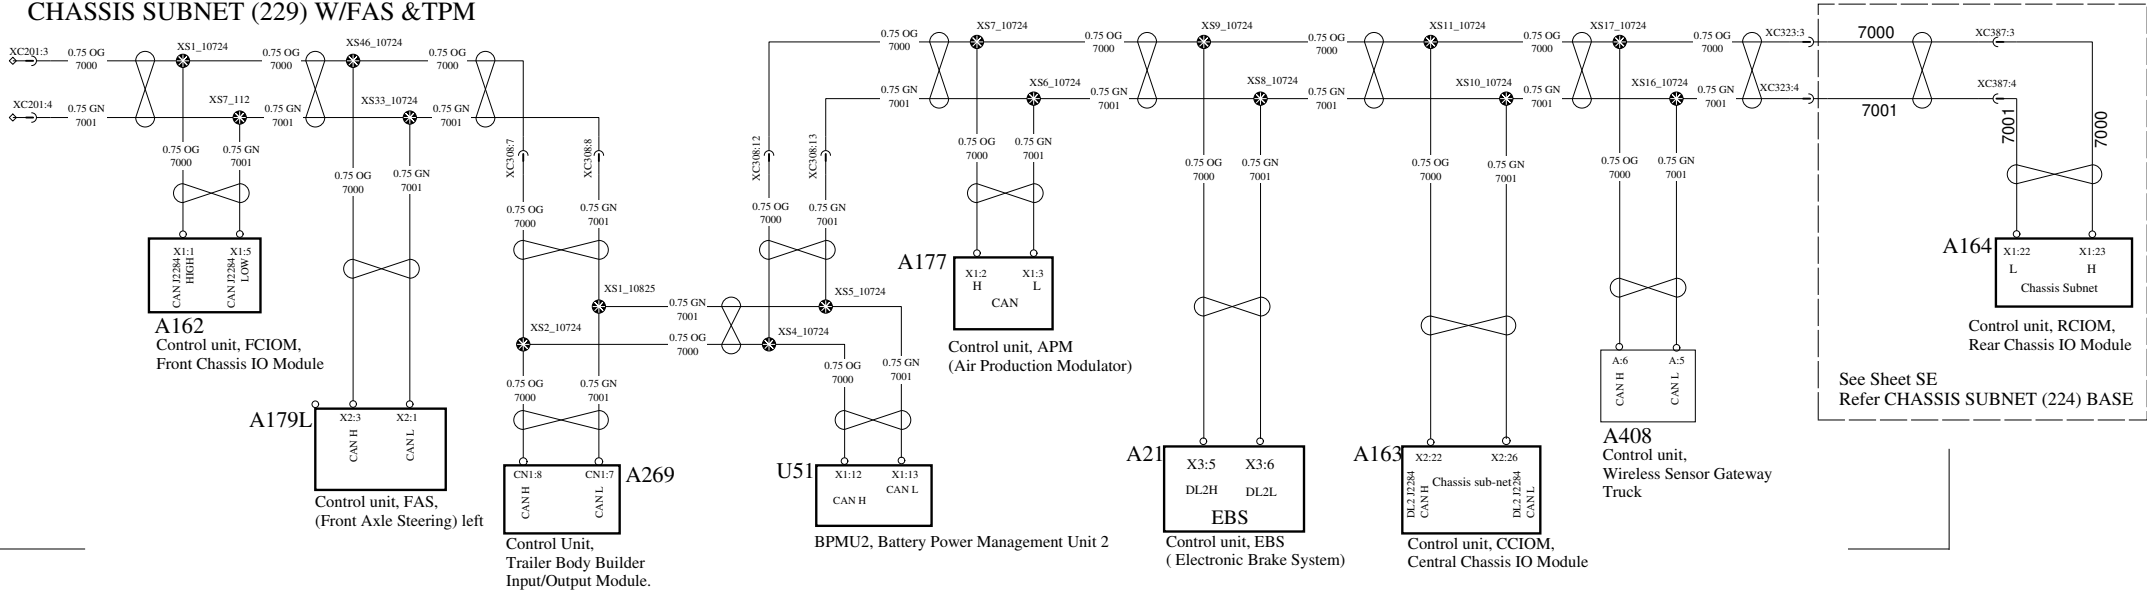 CHASSIS SUBNET (229) W/FAS &TPM
XC201:3
0.75 OG
7000
XS1_10724
0.75 OG
7000
XS46_10724
0.75 OG
7000
XC201:4
0.75 GN
7001
XS7_112
0.75 GN
7001
XS33_10724
0.75 GN
7001
0.75 OG
7000
0.75 GN
7001
X1:1
CAN J2284
HIGH
X1:5
CAN J2284
LOW
A162
Control unit, FCIOM,
Front Chassis IO Module
0.75 OG
7000
0.75 GN
7001
A179L
X2:3
CAN H
X2:1
CAN L
Control unit, FAS,
(Front Axle Steering) left
XC308:7
XC308:8
0.75 OG
7000
0.75 GN
7001
XS1_10825
XS2_10724
0.75 GN
7001
0.75 OG
7000
0.75 OG
7000
0.75 GN
7001
CN1:8
CAN H
CN1:7
CAN L
A269
Control Unit,
Trailer Body Builder
Input/Output Module.
XC308:12
XC308:13
0.75 OG
7000
0.75 GN
7001
XS5_10724
XS4_10724
0.75 OG
7000
0.75 GN
7001
U51
X1:12
CAN H
X1:13
CAN L
BPMU2, Battery Power Management Unit 2
0.75 OG
7000
XS7_10724
0.75 OG
7000
XS9_10724
0.75 OG
7000
XS11_10724
0.75 OG
7000
XS17_10724
0.75 OG
7000
XC323:3
0.75 GN
7001
XS6_10724
0.75 GN
7001
XS8_10724
0.75 GN
7001
XS10_10724
0.75 GN
7001
XS16_10724
0.75 GN
7001
XC323:4
0.75 OG
7000
0.75 GN
7001
A177
X1:2
H
X1:3
L
CAN
Control unit, APM
(Air Production Modulator)
0.75 OG
7000
0.75 GN
7001
A21
X3:5
X3:6
DL2H
DL2L
EBS
Control unit, EBS
( Electronic Brake System)
0.75 OG
7000
0.75 GN
7001
A163
X2:22
X2:26
DL2 J2284
CAN H
Chassis sub-net
DL2 J2284
CAN L
Control unit, CCIOM,
Central Chassis IO Module
0.75 OG
7000
0.75 GN
7001
A:6
CAN H
A:5
CAN L
A408
Control unit,
Wireless Sensor Gateway
Truck
7000
XC387:3
7001
XC387:4
7001
7000
A164
X1:22
L
X1:23
H
Chassis Subnet
Control unit, RCIOM,
Rear Chassis IO Module
See Sheet SE
Refer CHASSIS SUBNET (224) BASE